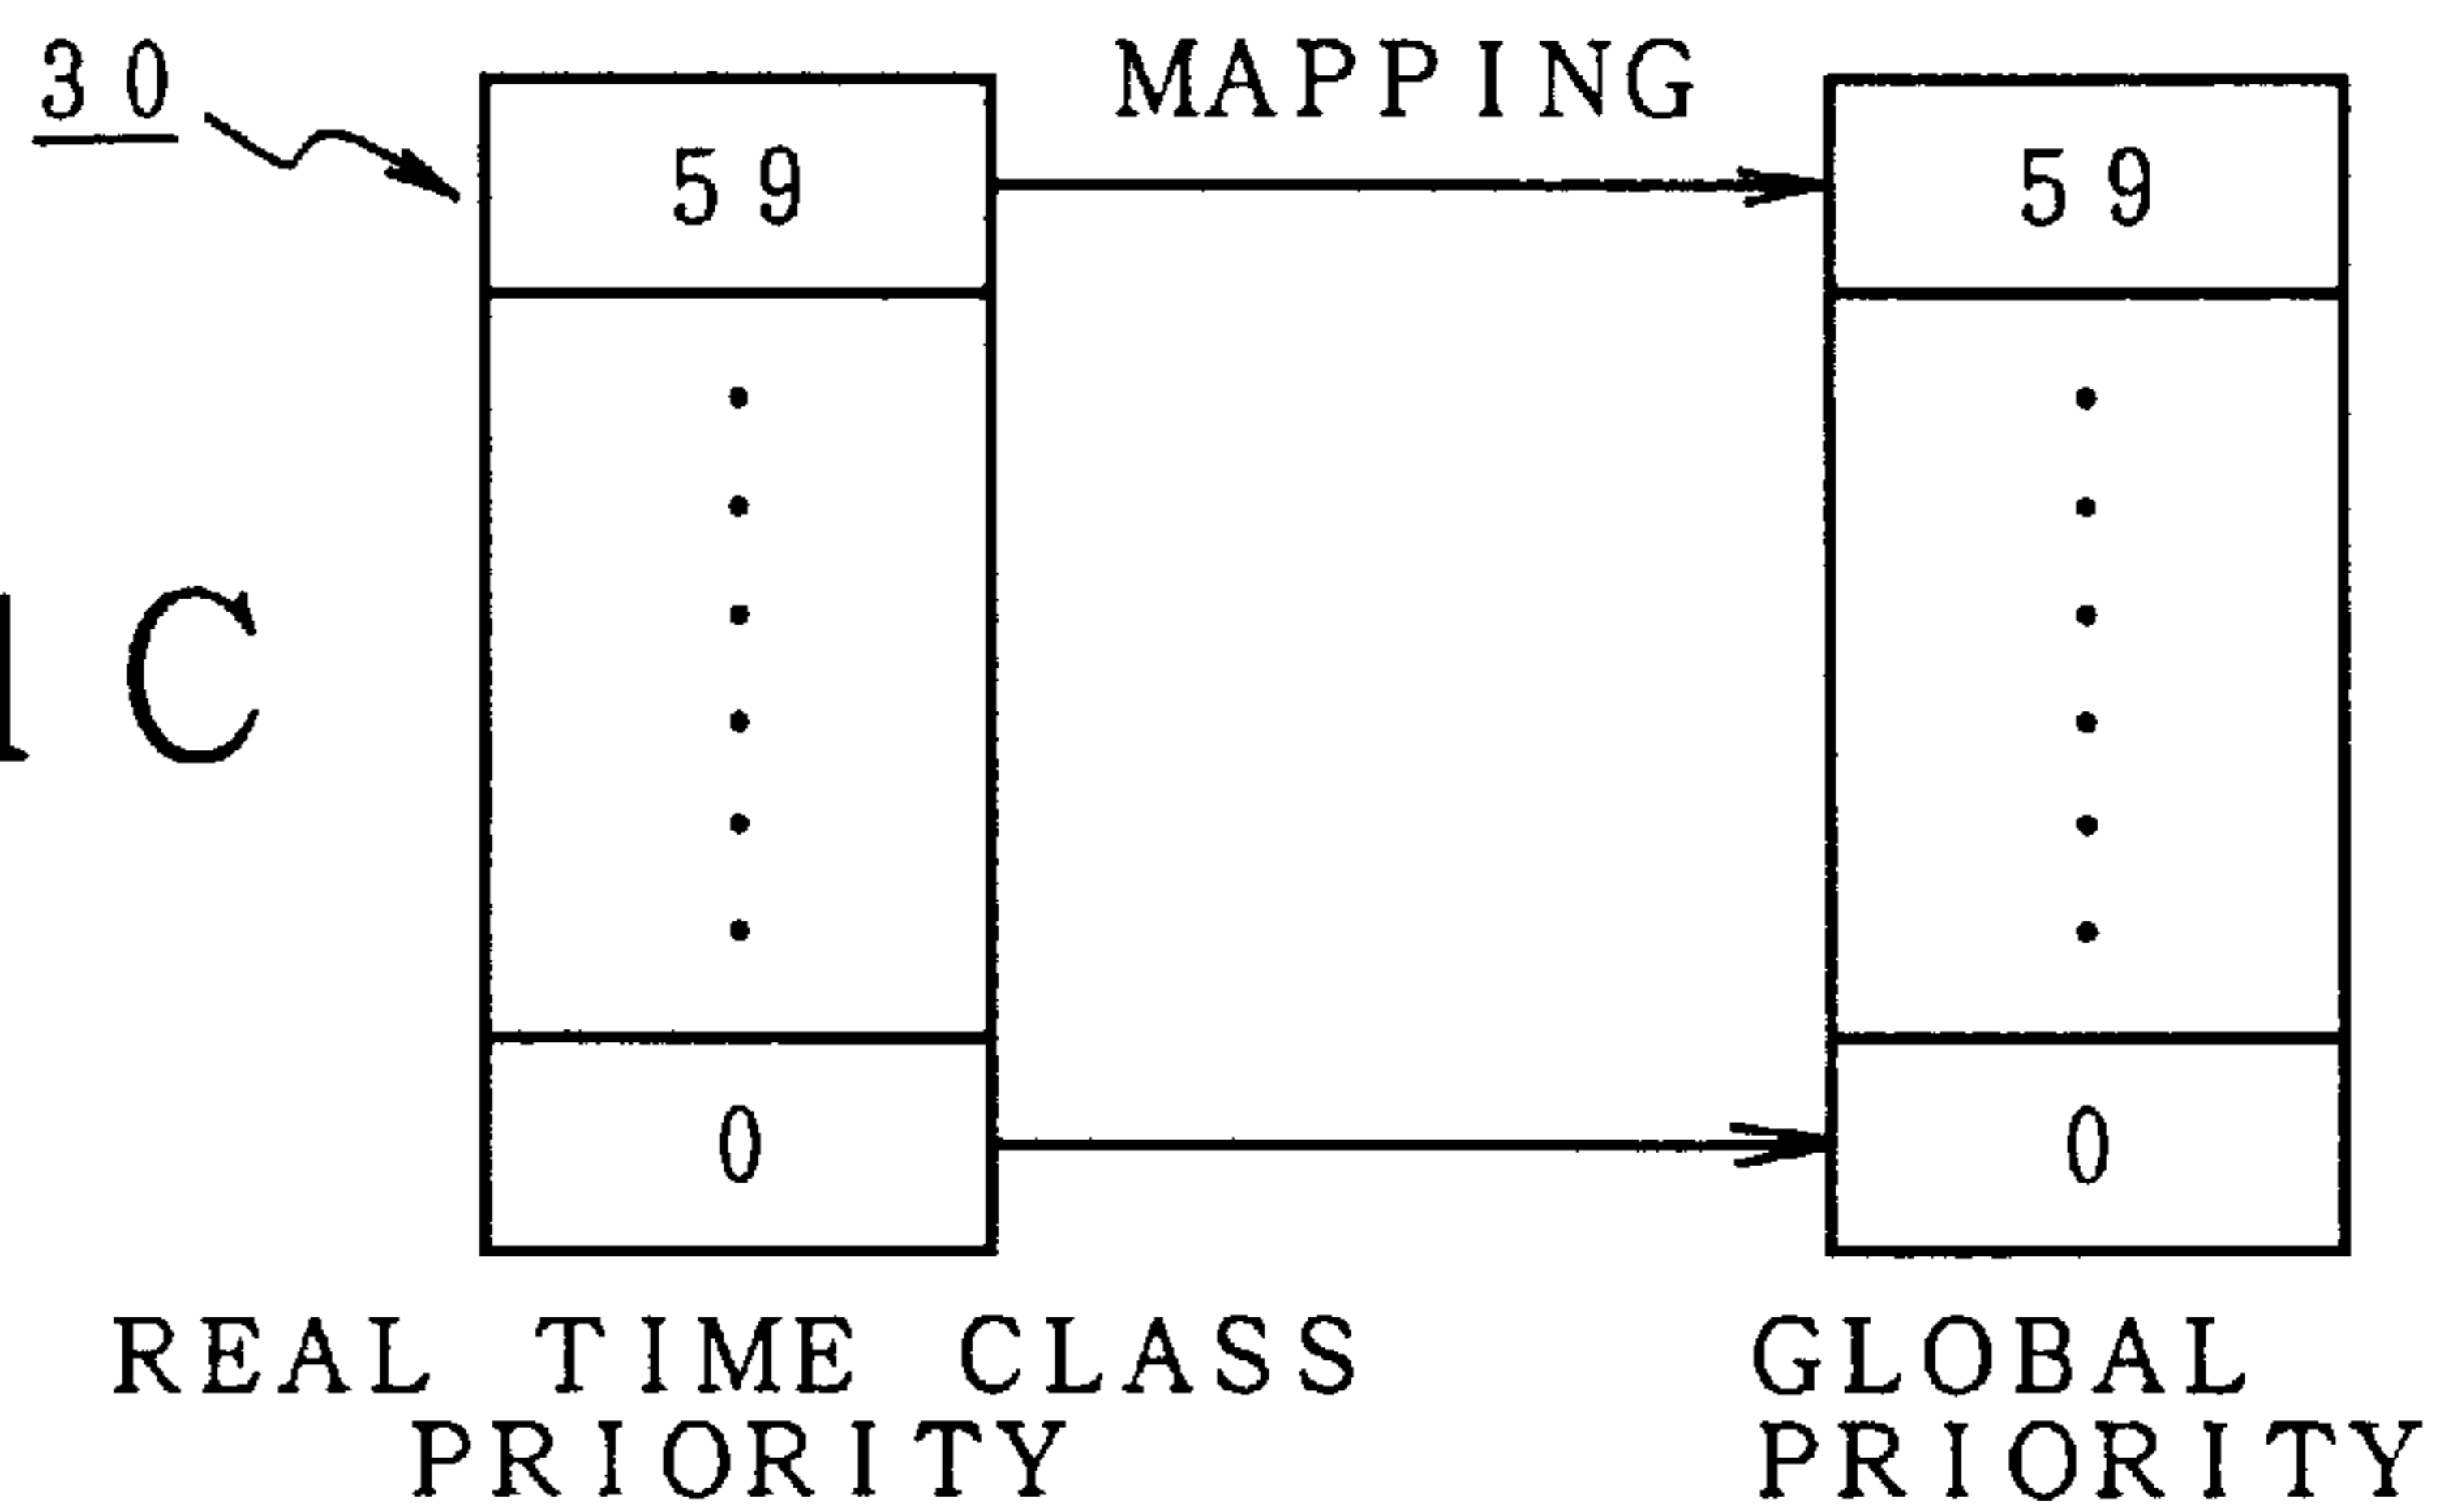 30
MAPPING
59
59
1C
0
0
REAL TIME CLASS
PRIORITY
GLOBAL
PRIORITY